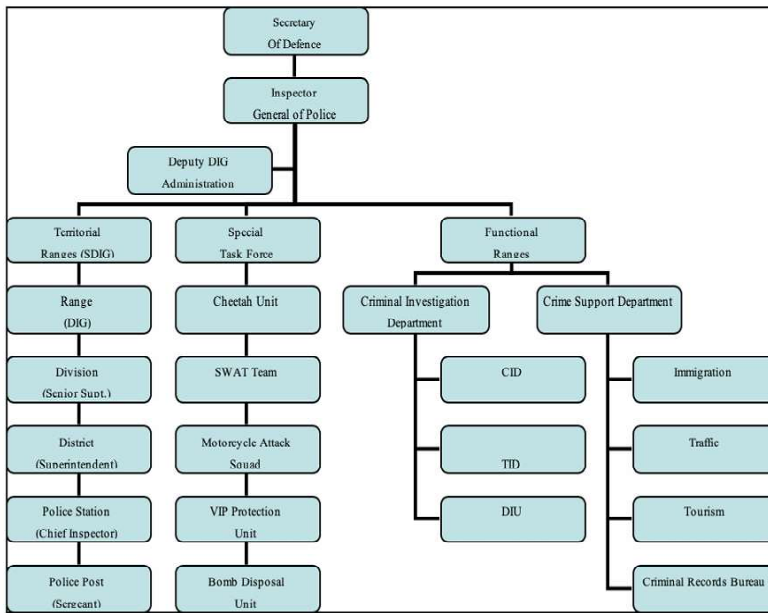 Secretary
Of Defence
Inspector
General of Police
Deputy DIG
Administration
Territorial
Ranges (SDIG)
Special
Task Force
Functional
Ranges
Range
(DIG)
Cheetah Unit
Criminal Investigation
Department
Crime Support Department
Division
(Senior Supt.)
SWAT Team
CID
Immigration
District
(Superintendent)
Motorcycle Attack
Squad
TID
Traffic
Police Station
(Chief Inspector)
VIP Protection
Unit
DIU
Tourism
Police Post
(Sergeant)
Bomb Disposal
Unit
Criminal Records Bureau